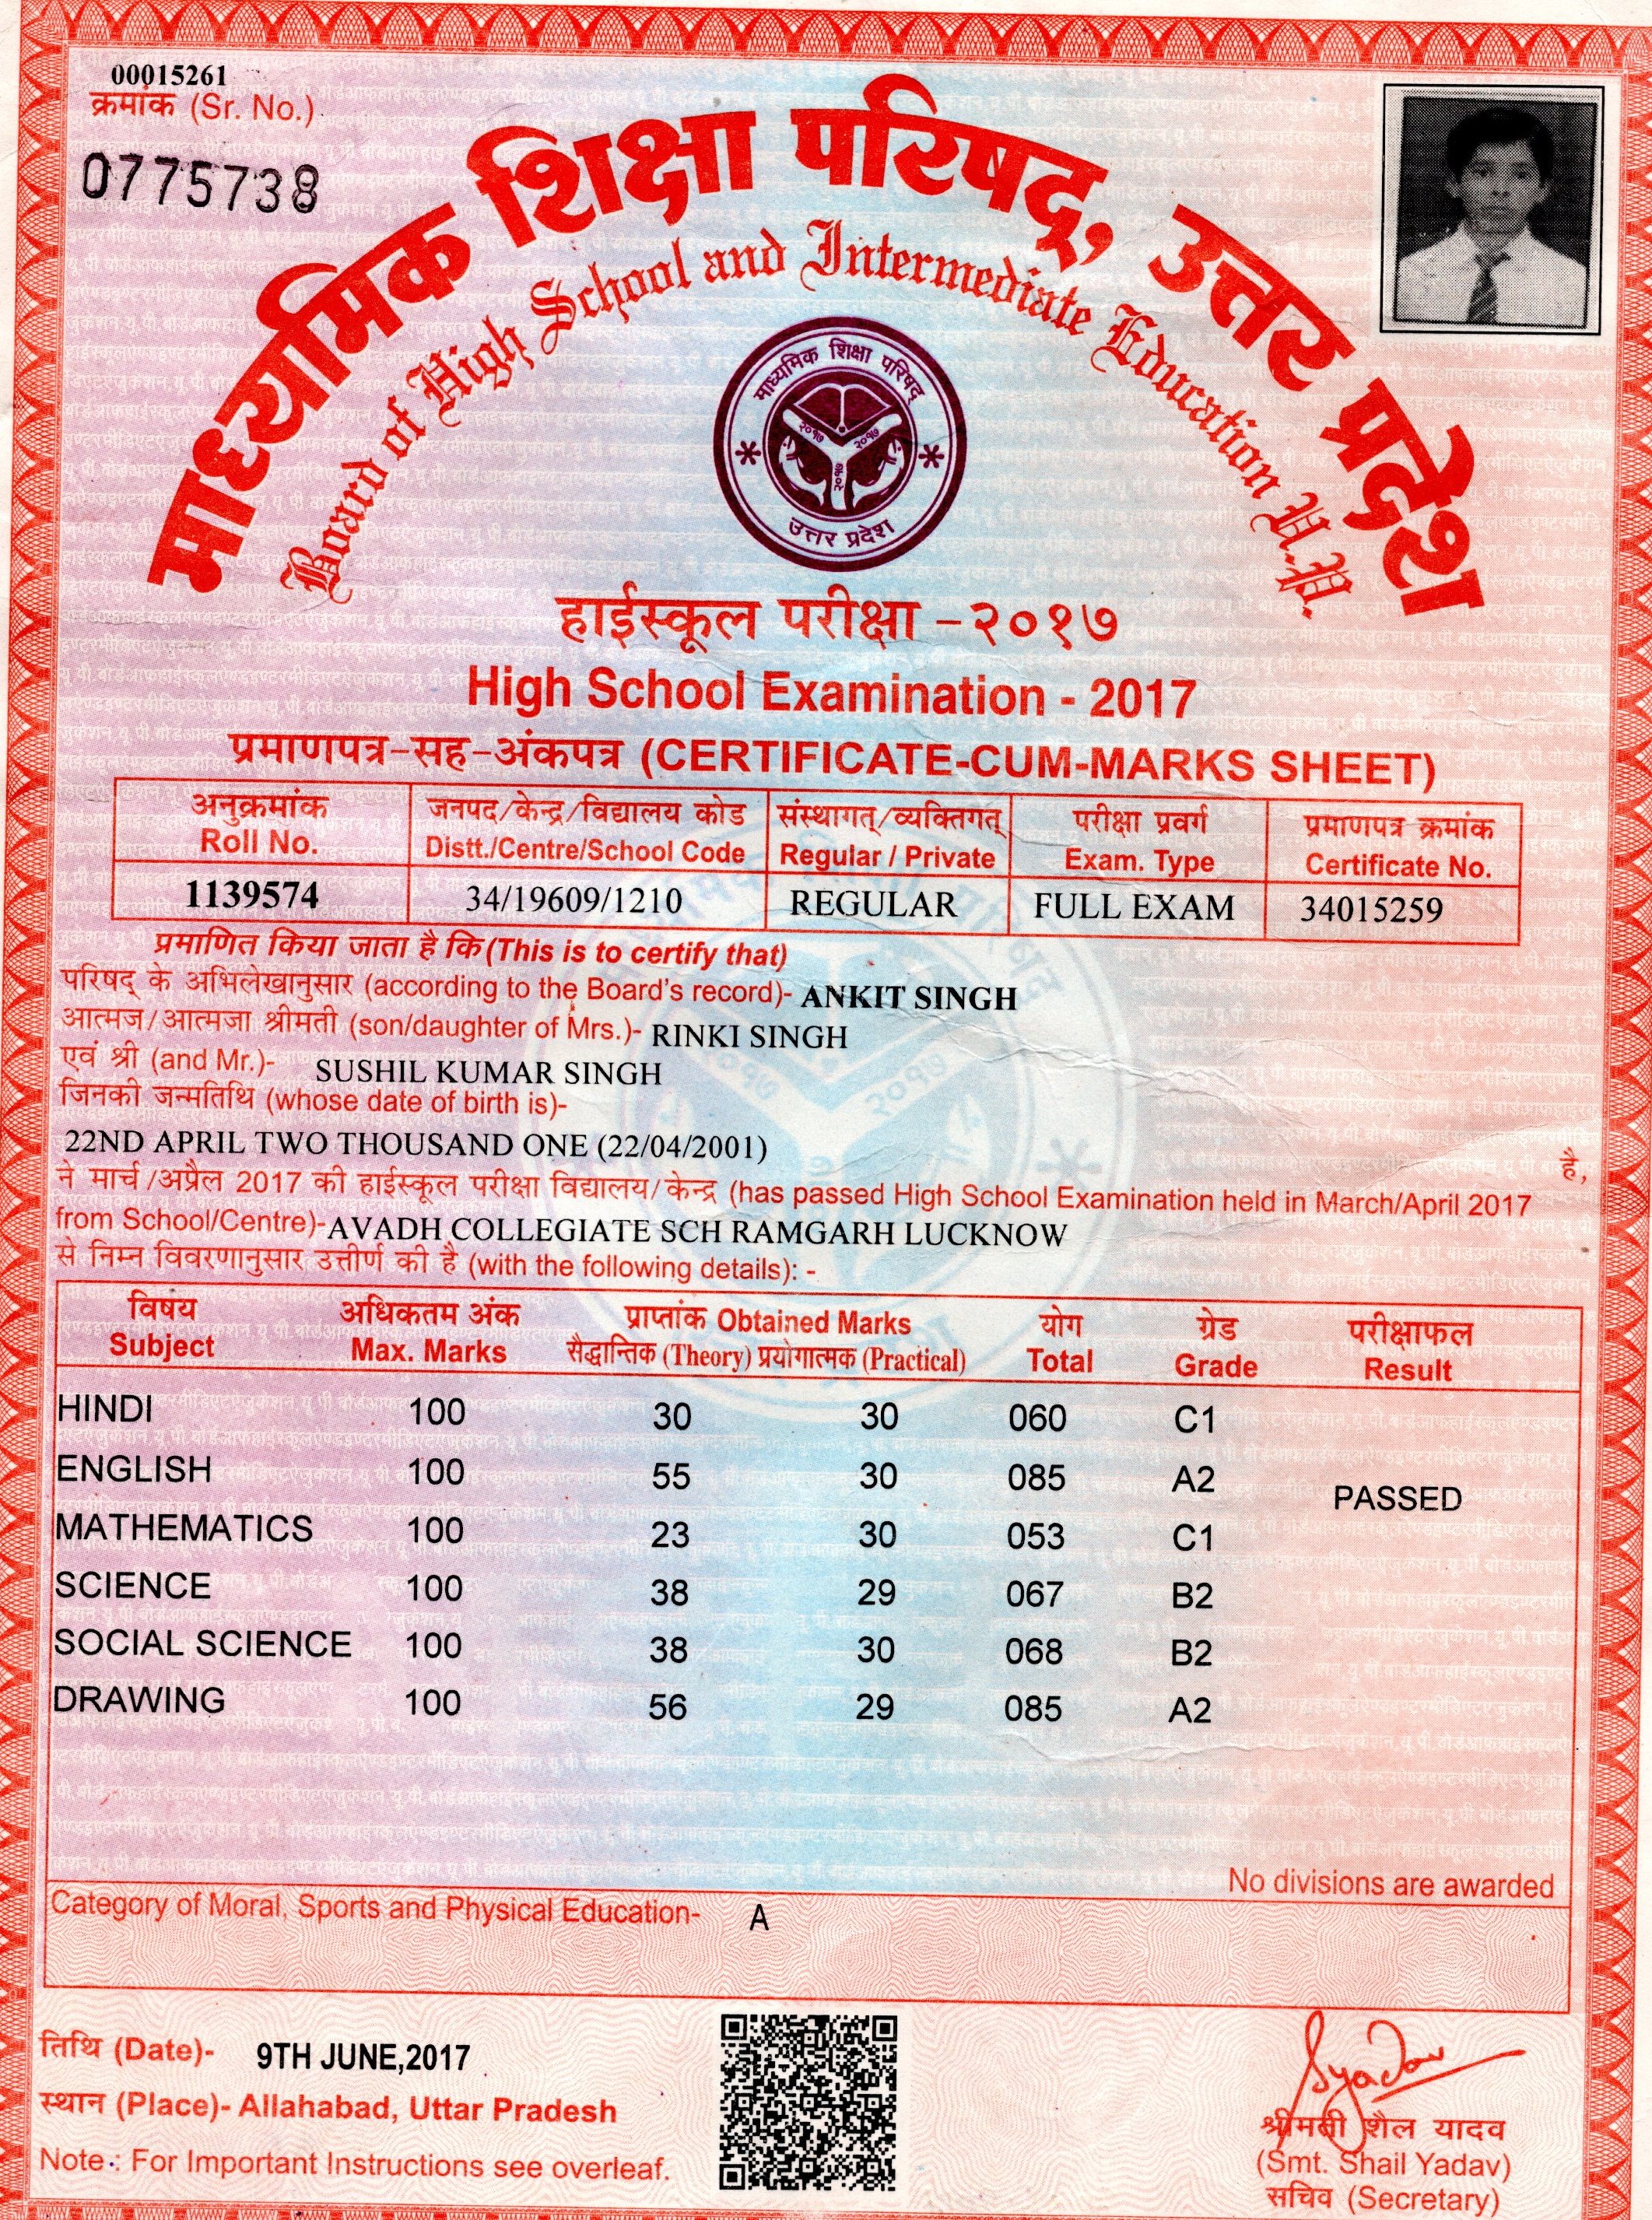 00015261
क्रमांक (Sr. No.)
0775738
माध्यमिक शिक्षा परिषद्, उत्तर प्रदेश
Board of High School and Intermediate Education U.P.
माध्यमिक शिक्षा परिषद्
२०१७ २०१७
२०१७
उत्तर प्रदेश
हाईस्कूल परीक्षा -२०१७
High School Examination - 2017
प्रमाणपत्र-सह-अंकपत्र (CERTIFICATE-CUM-MARKS SHEET)
अनुक्रमांक जनपद/केन्द्र/विद्यालय कोड संस्थागत्/व्यक्तिगत् परीक्षा प्रवर्ग प्रमाणपत्र क्रमांक
Roll No. Distt./Centre/School Code Regular / Private Exam. Type Certificate No.
1139574 34/19609/1210 REGULAR FULL EXAM 34015259
प्रमाणित किया जाता है कि (This is to certify that)
परिषद् के अभिलेखानुसार (according to the Board's record)- ANKIT SINGH
आत्मज/आत्मजा श्रीमती (son/daughter of Mrs.)- RINKI SINGH
एवं श्री (and Mr.)- SUSHIL KUMAR SINGH
जिनकी जन्मतिथि (whose date of birth is)-
22ND APRIL TWO THOUSAND ONE (22/04/2001) है,
ने मार्च/अप्रैल 2017 की हाईस्कूल परीक्षा विद्यालय/केन्द्र (has passed High School Examination held in March/April 2017
from School/Centre)-AVADH COLLEGIATE SCH RAMGARH LUCKNOW
से निम्न विवरणानुसार उत्तीर्ण की है (with the following details): -
विषय अधिकतम अंक प्राप्तांक Obtained Marks योग ग्रेड परीक्षाफल
Subject Max. Marks सैद्धान्तिक (Theory) प्रयोगात्मक (Practical) Total Grade Result
HINDI 100 30 30 060 C1
ENGLISH 100 55 30 085 A2
PASSED
MATHEMATICS 100 23 30 053 C1
SCIENCE 100 38 29 067 B2
SOCIAL SCIENCE 100 38 30 068 B2
DRAWING 100 56 29 085 A2
No divisions are awarded
Category of Moral, Sports and Physical Education- A
तिथि (Date)- 9TH JUNE,2017
स्थान (Place)- Allahabad, Uttar Pradesh
Note : For Important Instructions see overleaf.
Syadav
श्रीमती शैल यादव
(Smt. Shail Yadav)
सचिव (Secretary)